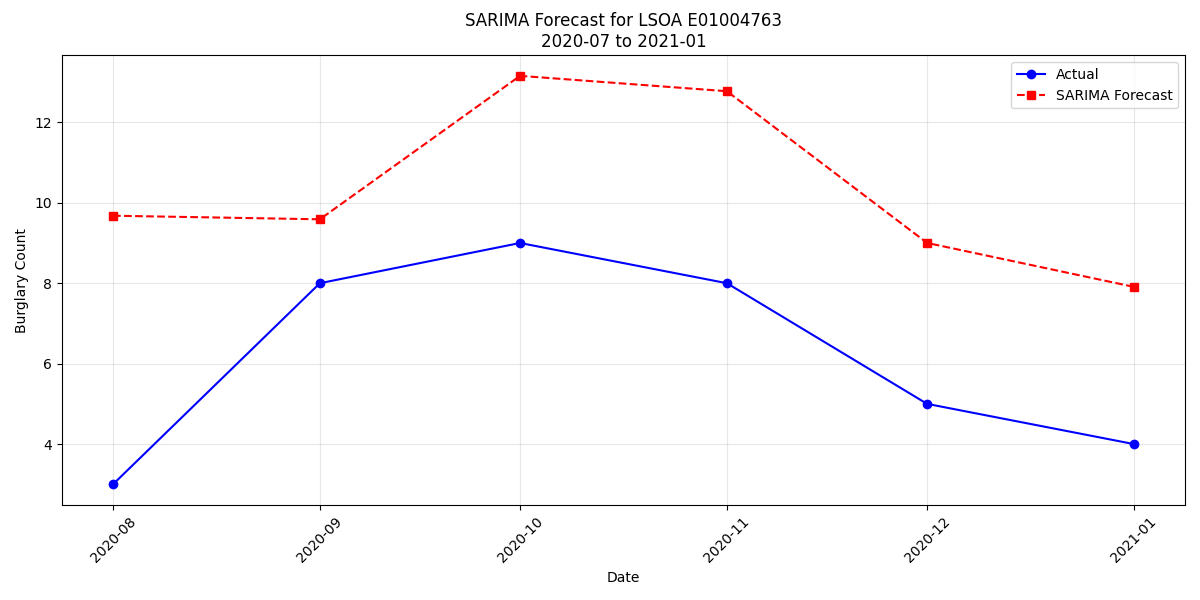 SARIMA Forecast for LSOA E01004763
2020-07 to 2021-01
Actual
SARIMA Forecast
12
10
8
6
4
Burglary Count
2020-08
2020-09
2020-10
2020-11
2020-12
2021-01
Date